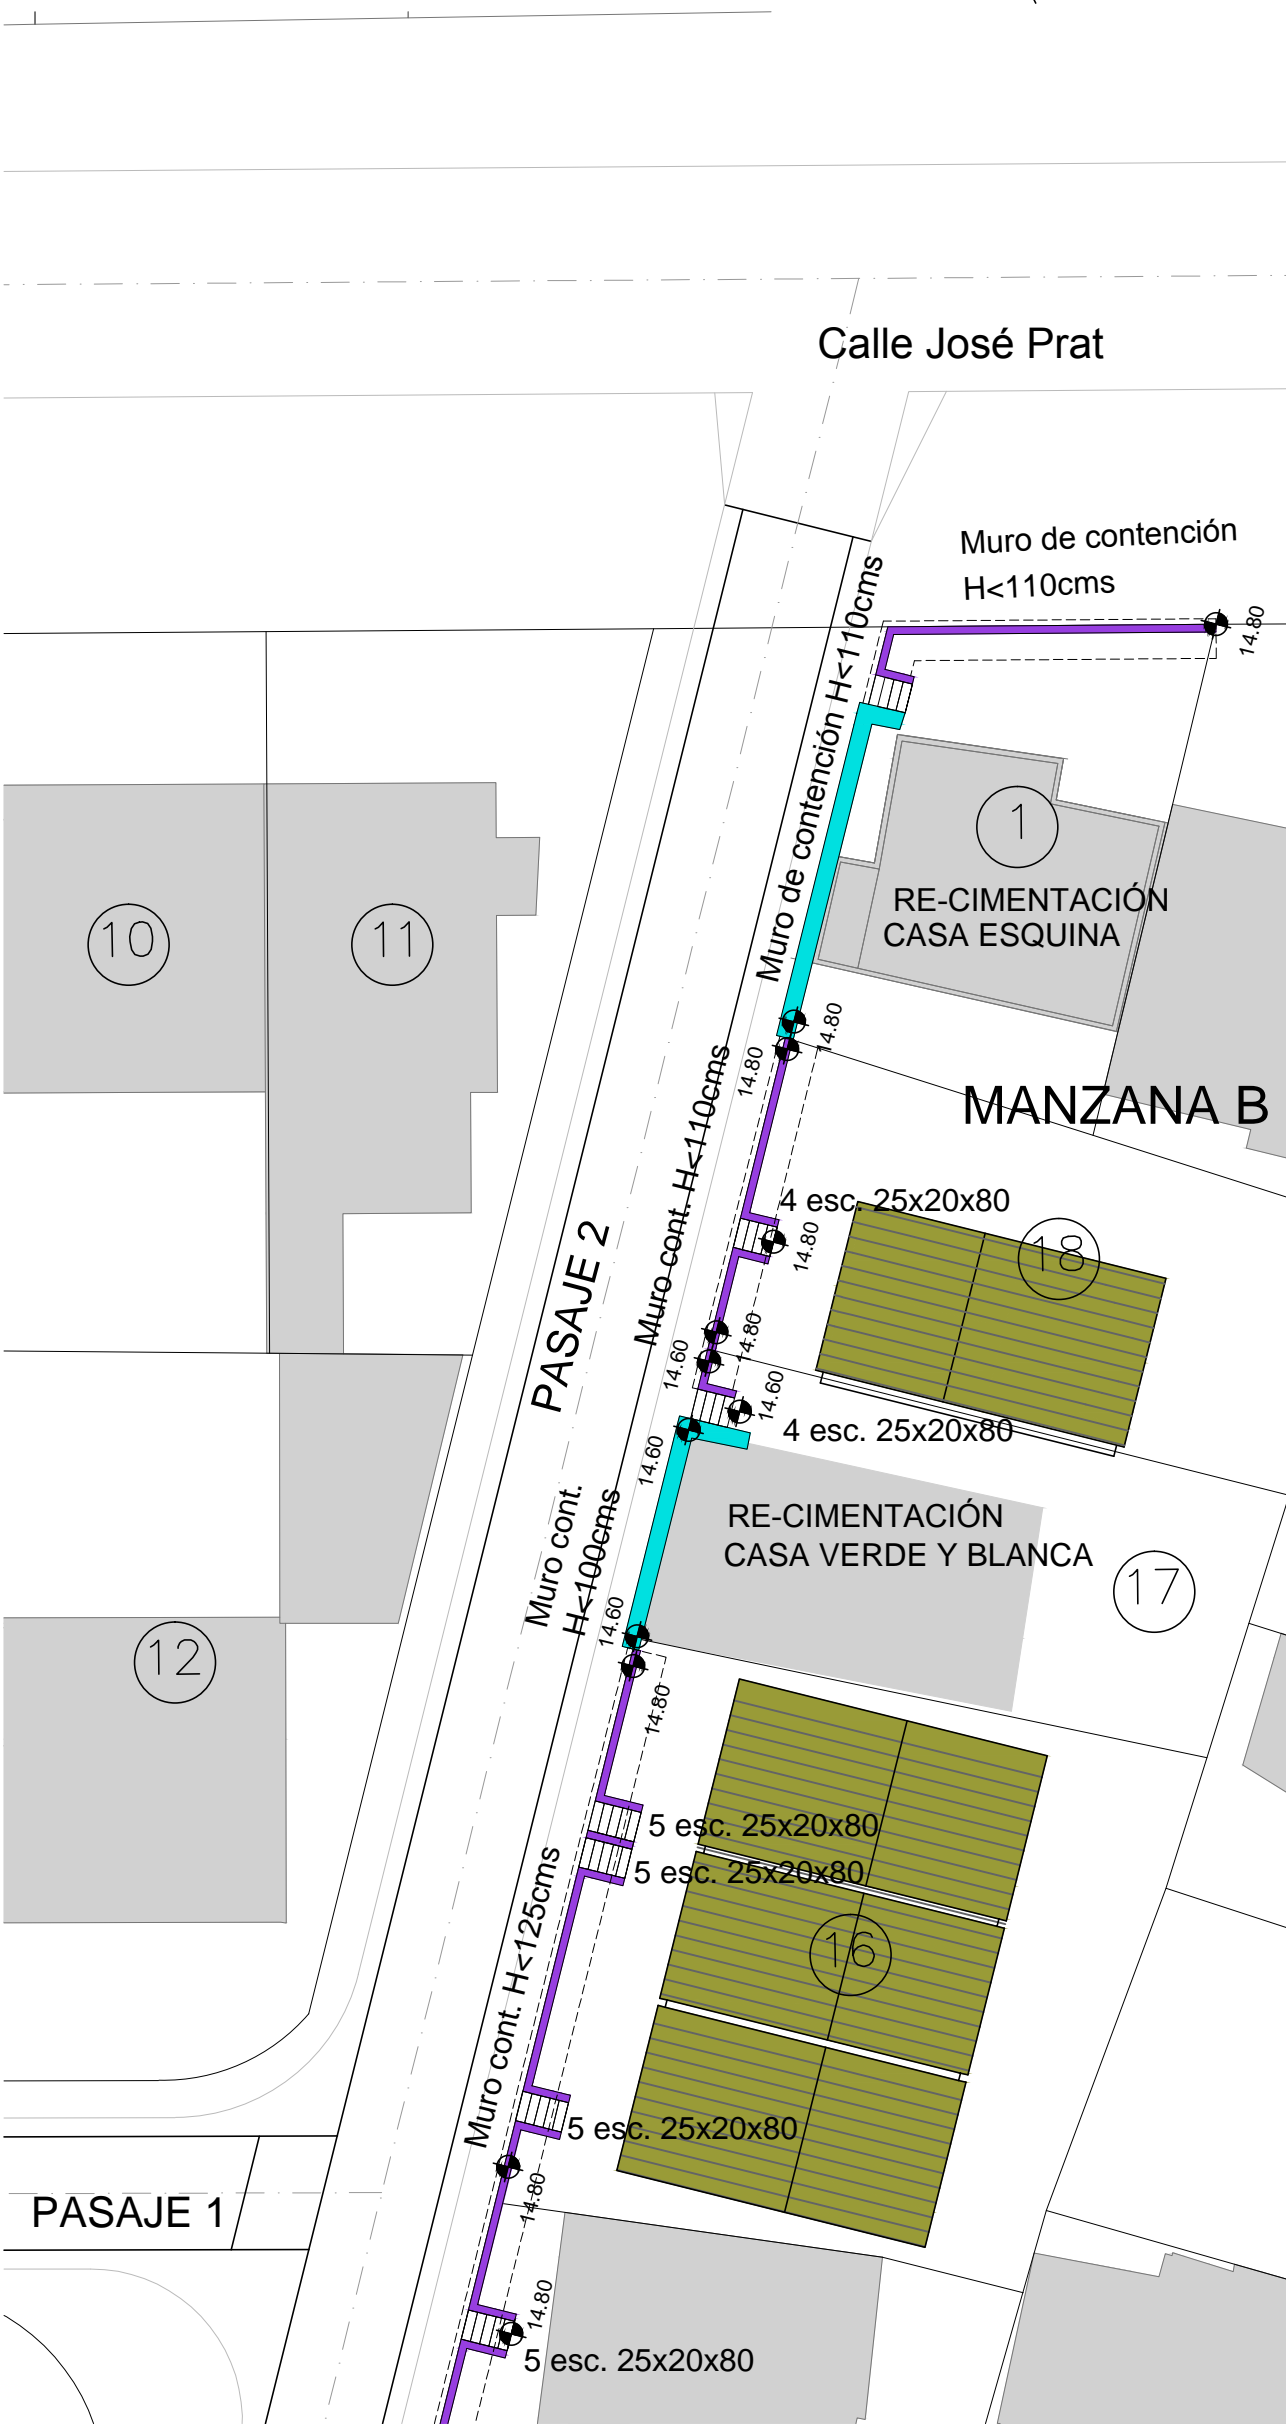 Calle José Prat
Muro de contención
H<110cms
14.80
Muro de contención H<110cms
1
RE-CIMENTACIÓN
CASA ESQUINA
10
11
14.80
14.80
MANZANA B
Muro cont. H<110cms
4 esc. 25x20x80
14.80
18
PASAJE 2
14.80
14.60
14.60
4 esc. 25x20x80
14.60
Muro cont.
H<100cms
RE-CIMENTACIÓN
CASA VERDE Y BLANCA
17
14.60
12
14.80
5 esc. 25x20x80
5 esc. 25x20x80
Muro cont. H<125cms
16
5 esc. 25x20x80
14.80
PASAJE 1
14.80
5 esc. 25x20x80